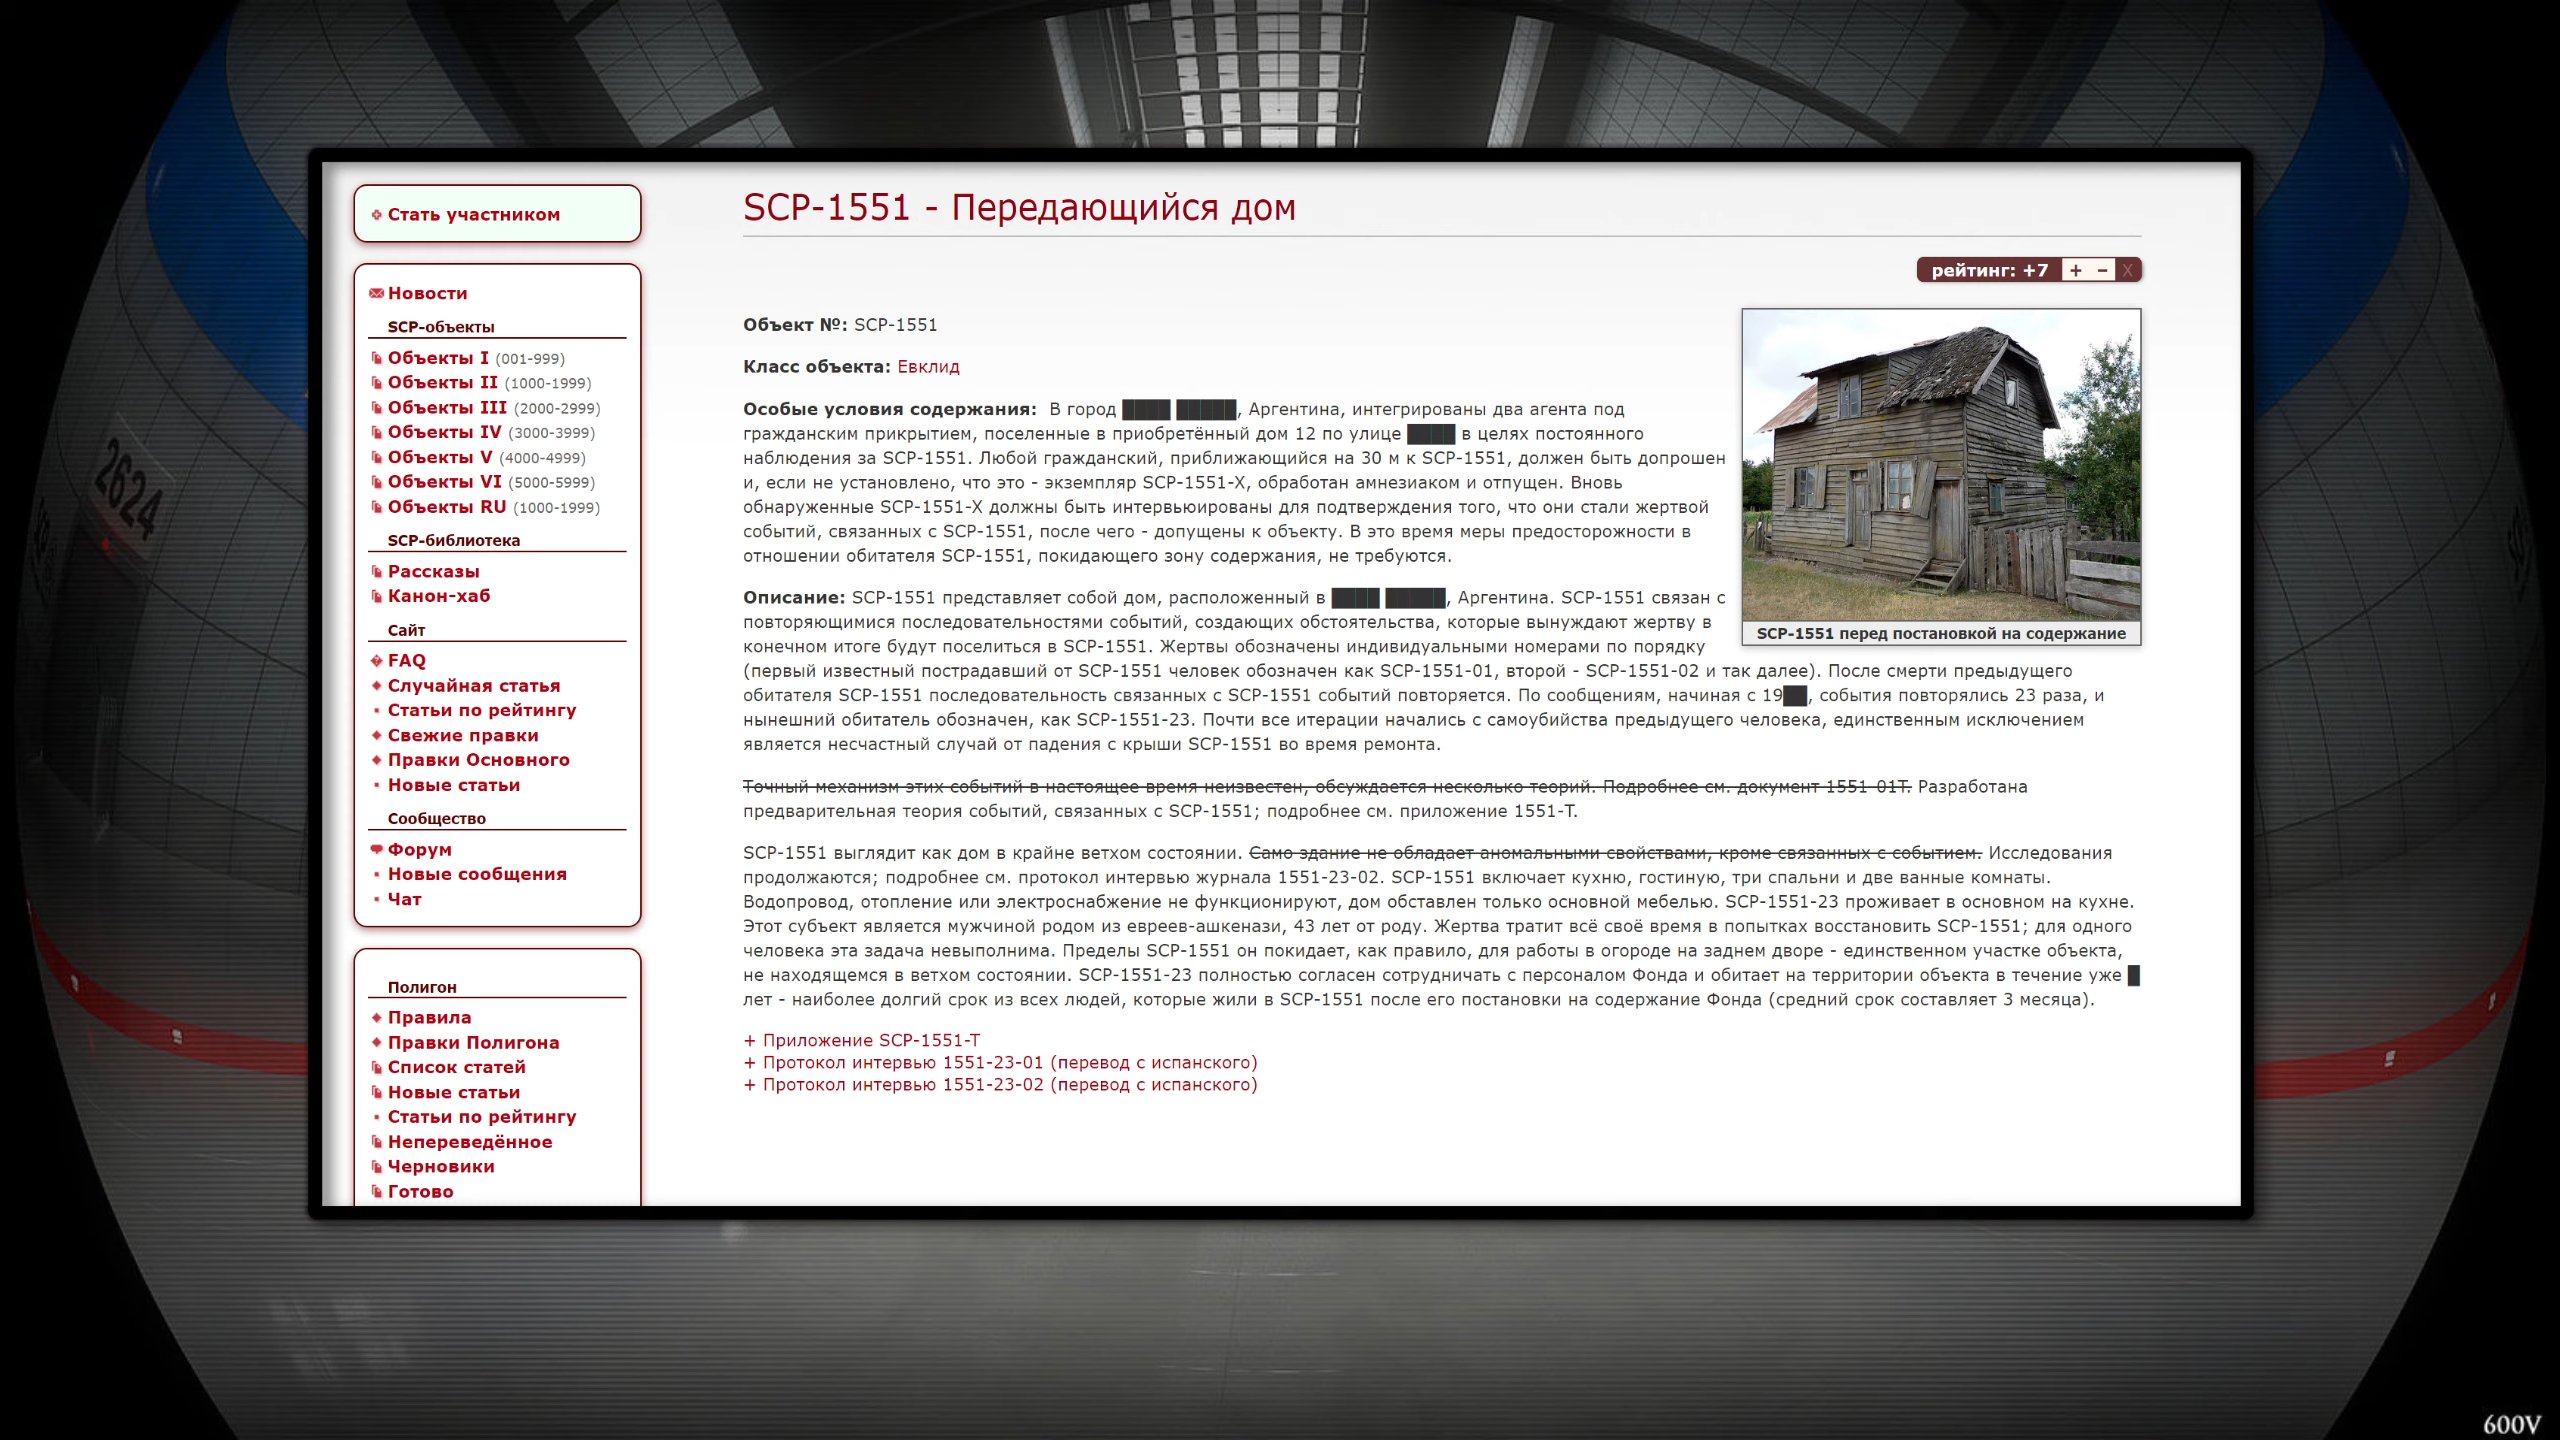 2624
Стать участником
Новости
SCP-объекты
Объекты I (001-999)
Объекты II (1000-1999)
Объекты III (2000-2999)
Объекты IV (3000-3999)
Объекты V (4000-4999)
Объекты VI (5000-5999)
Объекты RU (1000-1999)
SCP-библиотека
Рассказы
Канон-хаб
Сайт
FAQ
Случайная статья
Статьи по рейтингу
Свежие правки
Правки Основного
Новые статьи
Сообщество
Форум
Новые сообщения
Чат
Полигон
Правила
Правки Полигона
Список статей
Новые статьи
Статьи по рейтингу
Непереведённое
Черновики
Готово
SCP-1551 - Передающийся дом
рейтинг: +7 + – X
Объект №: SCP-1551
Класс объекта: Евклид
Особые условия содержания: В город ████ █████, Аргентина, интегрированы два агента под
гражданским прикрытием, поселенные в приобретённый дом 12 по улице ████ в целях постоянного
наблюдения за SCP-1551. Любой гражданский, приближающийся на 30 м к SCP-1551, должен быть допрошен
и, если не установлено, что это - экземпляр SCP-1551-X, обработан амнезиаком и отпущен. Вновь
обнаруженные SCP-1551-X должны быть интервьюированы для подтверждения того, что они стали жертвой
событий, связанных с SCP-1551, после чего - допущены к объекту. В это время меры предосторожности в
отношении обитателя SCP-1551, покидающего зону содержания, не требуются.
SCP-1551 перед постановкой на содержание
Описание: SCP-1551 представляет собой дом, расположенный в ████ █████, Аргентина. SCP-1551 связан с
повторяющимися последовательностями событий, создающих обстоятельства, которые вынуждают жертву в
конечном итоге будут поселиться в SCP-1551. Жертвы обозначены индивидуальными номерами по порядку
(первый известный пострадавший от SCP-1551 человек обозначен как SCP-1551-01, второй - SCP-1551-02 и так далее). После смерти предыдущего
обитателя SCP-1551 последовательность связанных с SCP-1551 событий повторяется. По сообщениям, начиная с 19██, события повторялись 23 раза, и
нынешний обитатель обозначен, как SCP-1551-23. Почти все итерации начались с самоубийства предыдущего человека, единственным исключением
является несчастный случай от падения с крыши SCP-1551 во время ремонта.
Точный механизм этих событий в настоящее время неизвестен, обсуждается несколько теорий. Подробнее см. документ 1551-01T. Разработана
предварительная теория событий, связанных с SCP-1551; подробнее см. приложение 1551-T.
SCP-1551 выглядит как дом в крайне ветхом состоянии. Само здание не обладает аномальными свойствами, кроме связанных с событием. Исследования
продолжаются; подробнее см. протокол интервью журнала 1551-23-02. SCP-1551 включает кухню, гостиную, три спальни и две ванные комнаты.
Водопровод, отопление или электроснабжение не функционируют, дом обставлен только основной мебелью. SCP-1551-23 проживает в основном на кухне.
Этот субъект является мужчиной родом из евреев-ашкенази, 43 лет от роду. Жертва тратит всё своё время в попытках восстановить SCP-1551; для одного
человека эта задача невыполнима. Пределы SCP-1551 он покидает, как правило, для работы в огороде на заднем дворе - единственном участке объекта,
не находящемся в ветхом состоянии. SCP-1551-23 полностью согласен сотрудничать с персоналом Фонда и обитает на территории объекта в течение уже █
лет - наиболее долгий срок из всех людей, которые жили в SCP-1551 после его постановки на содержание Фонда (средний срок составляет 3 месяца).
+ Приложение SCP-1551-T
+ Протокол интервью 1551-23-01 (перевод с испанского)
+ Протокол интервью 1551-23-02 (перевод с испанского)
600V